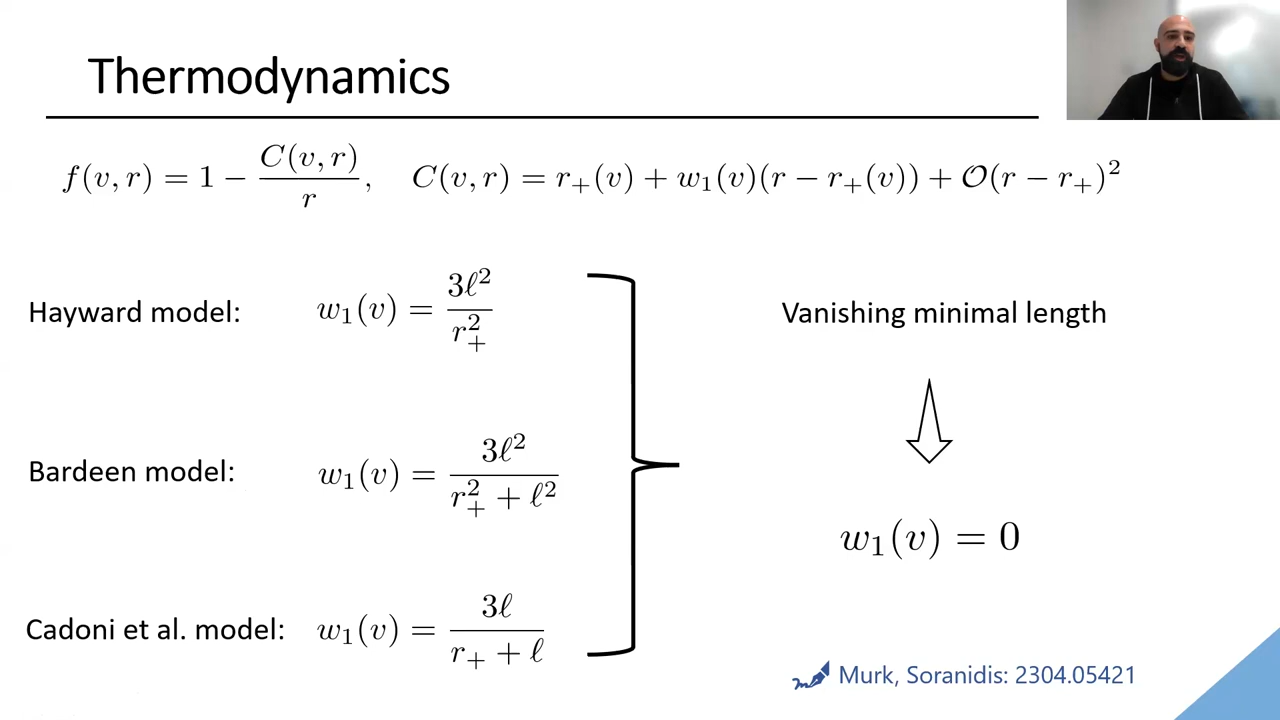 Thermodynamics
f(v, r) = 1 − C(v, r)/r, C(v, r) = r₊(v) + w₁(v)(r − r₊(v)) + 𝒪(r − r₊)²
Hayward model: w₁(v) = 3ℓ²/r₊²
Vanishing minimal length
Bardeen model: w₁(v) = 3ℓ²/(r₊² + ℓ²)
w₁(v) = 0
Cadoni et al. model: w₁(v) = 3ℓ/(r₊ + ℓ)
Murk, Soranidis: 2304.05421